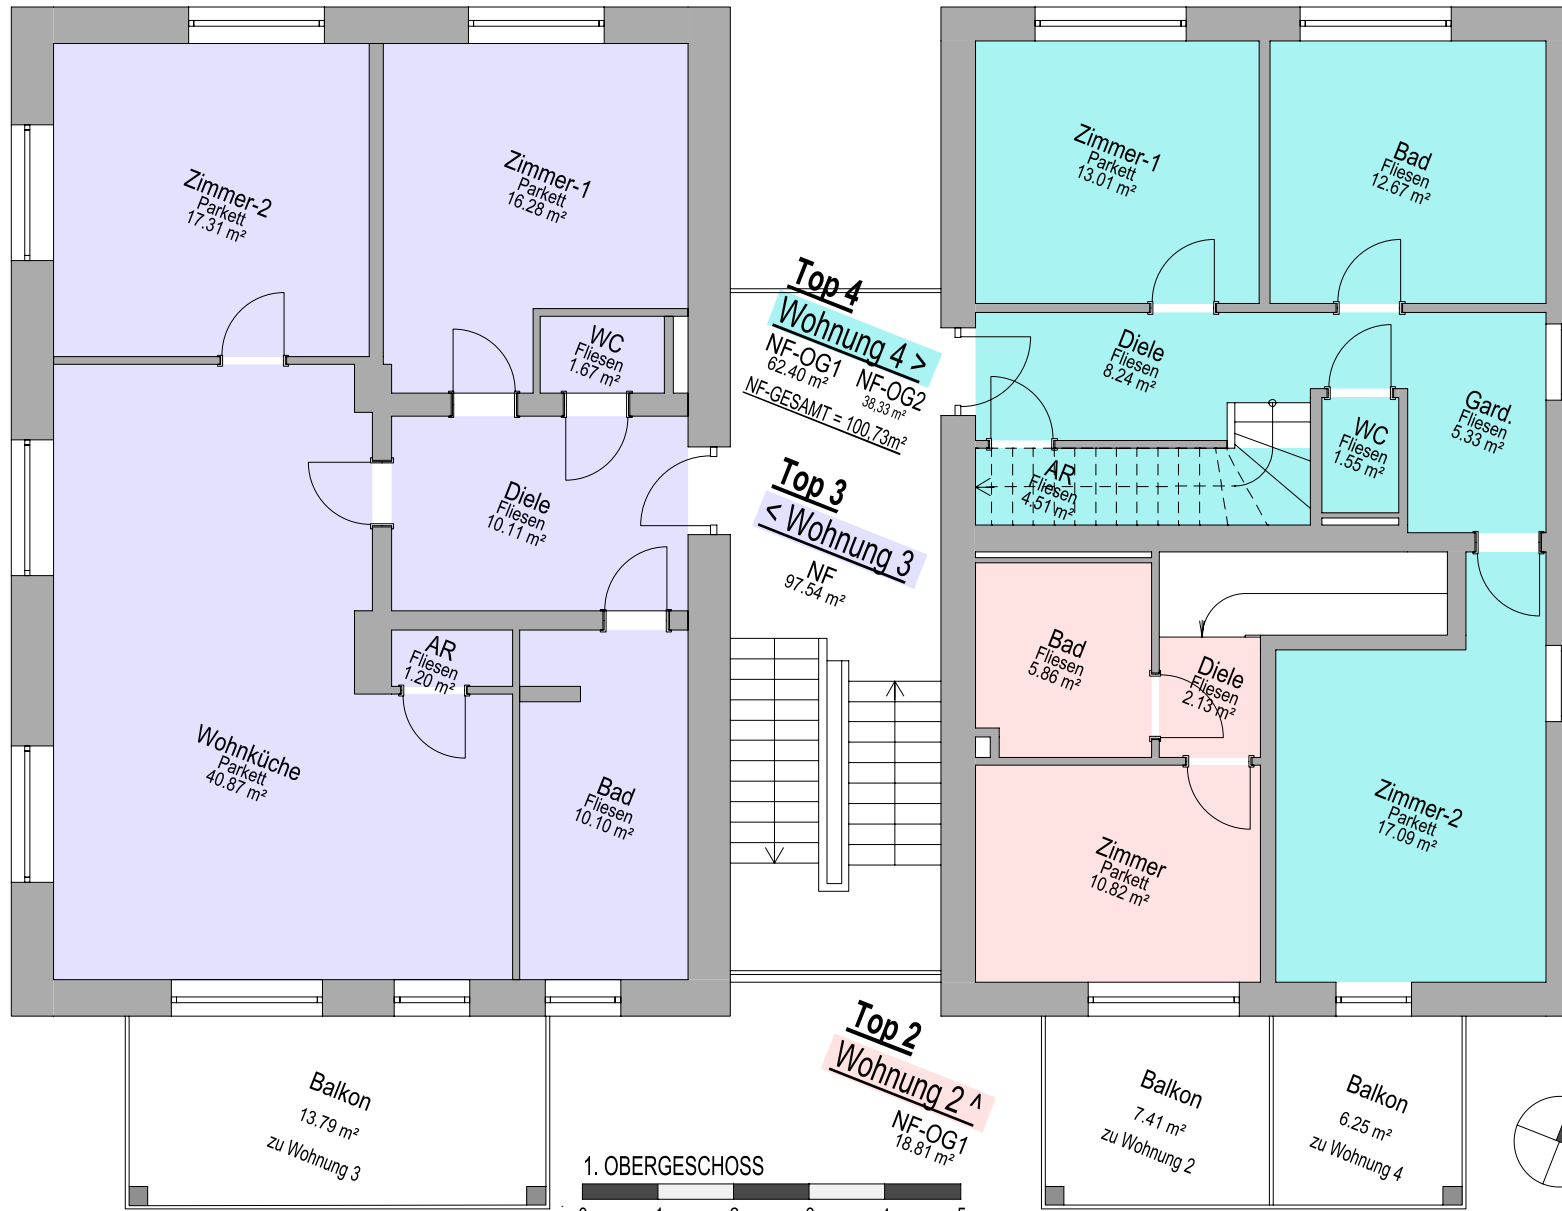 Zimmer-2
Parkett
17.31 m²
Zimmer-1
Parkett
16.28 m²
WC
Fliesen
1.67 m²
Diele
Fliesen
10.11 m²
AR
Fliesen
1.20 m²
Wohnküche
Parkett
40.87 m²
Bad
Fliesen
10.10 m²
Balkon
13.79 m²
zu Wohnung 3
Top 4
Wohnung 4 >
NF-OG1
62.40 m²
NF-OG2
38,33 m²
NF-GESAMT = 100,73m²
Top 3
< Wohnung 3
NF
97.54 m²
Zimmer-1
Parkett
13.01 m²
Bad
Fliesen
12.67 m²
Diele
Fliesen
8.24 m²
Gard.
Fliesen
5.33 m²
WC
Fliesen
1.55 m²
AR
Fliesen
4.51 m²
Bad
Fliesen
5.86 m²
Diele
Fliesen
2.13 m²
Zimmer
Parkett
10.82 m²
Zimmer-2
Parkett
17.09 m²
Top 2
Wohnung 2 ^
NF-OG1
18.81 m²
Balkon
7.41 m²
zu Wohnung 2
Balkon
6.25 m²
zu Wohnung 4
1. OBERGESCHOSS
0 1 2 3 4 5